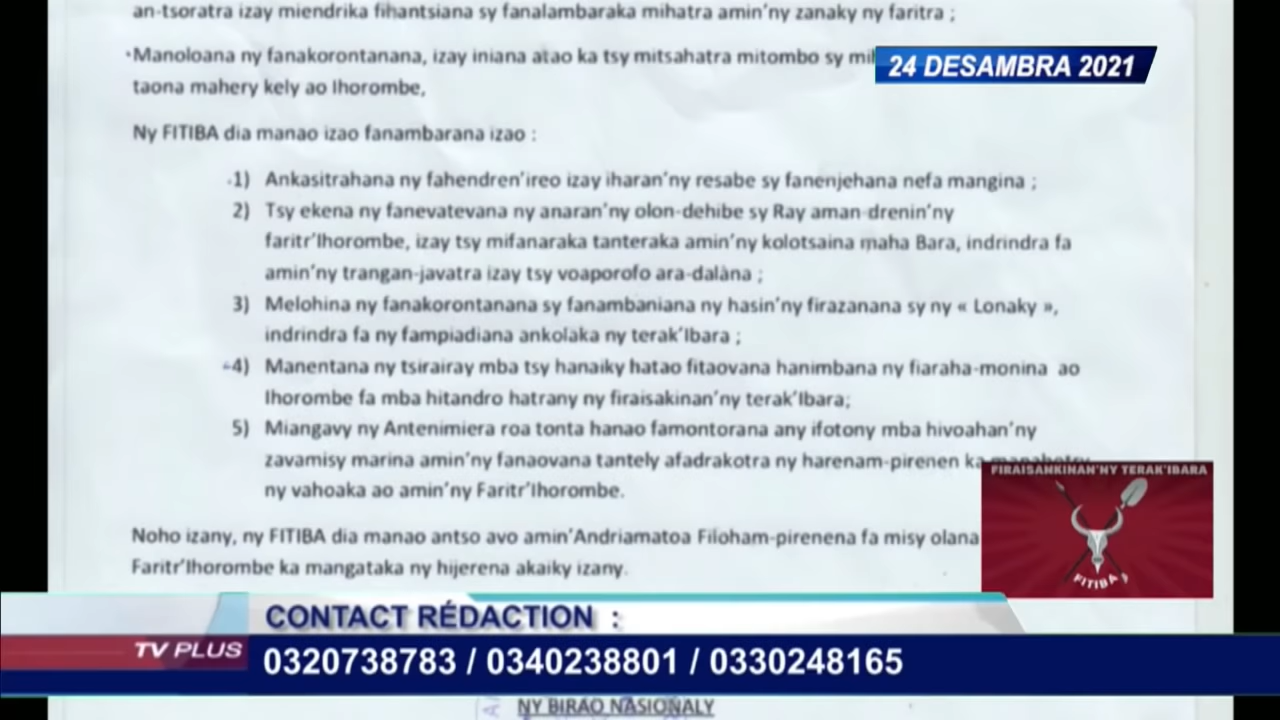 an-tsoratra izay miendrika fihantsiana sy fanalambaraka mihatra amin'ny zanaky ny faritra ;
Manoloana ny fanakorontanana, izay iniana atao ka tsy mitsahatra mitombo sy
24 DESAMBRA 2021
taona mahery kely ao Ihorombe,
Ny FITIBA dia manao izao fanambarana izao :
1) Ankasitrahana ny fahendren'ireo izay iharan'ny resabe sy fanenjehana nefa mangina ;
2) Tsy ekena ny fanevatevana ny anaran'ny olon-dehibe sy Ray aman-drenin'ny
faritr'Ihorombe, izay tsy mifanaraka tanteraka amin'ny kolotsaina maha Bara, indrindra fa
amin'ny trangan-javatra izay tsy voaporofo ara-dalàna ;
3) Melohina ny fanakorontanana sy fanambaniana ny hasin'ny firazanana sy ny « Lonaky »,
indrindra fa ny fampiadiana ankolaka ny terak'Ibara ;
4) Manentana ny tsirairay mba tsy hanaiky hatao fitaovana hanimbana ny fiaraha-monina ao
Ihorombe fa mba hitandro hatrany ny firaisakinan'ny terak'Ibara;
5) Miangavy ny Antenimiera roa tonta hanao famontorana any ifotony mba hivoahan'ny
zavamisy marina amin'ny fanaovana tantely afadrakotra ny harenam-pirenen ka
ny vahoaka ao amin'ny Faritr'Ihorombe.
FIRAISANKINAN'NY TERAK'IBARA
FITIBA
Noho izany, ny FITIBA dia manao antso avo amin'Andriamatoa Filoham-pirenena fa misy olana
Faritr'Ihorombe ka mangataka ny hijerena akaiky izany.
CONTACT RÉDACTION :
TV PLUS
0320738783 / 0340238801 / 0330248165
NY BIRAO NASIONALY